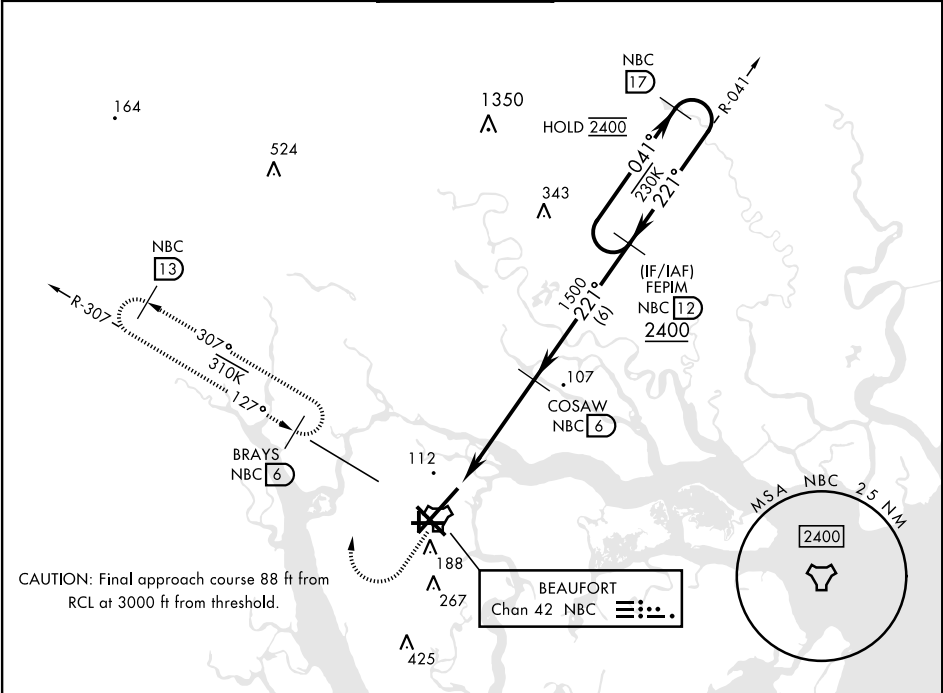 164
524
1350
343
HOLD 2400
NBC
17
R-041
041°
230K
221°
(IF/IAF)
FEPIM
NBC 12
2400
1500
221°
(6)
107
COSAW
NBC 6
NBC
13
R-307
307°
310K
127°
BRAYS
NBC 6
112
188
267
425
CAUTION: Final approach course 88 ft from
RCL at 3000 ft from threshold.
BEAUFORT
Chan 42 NBC
MSA NBC 25 NM
2400